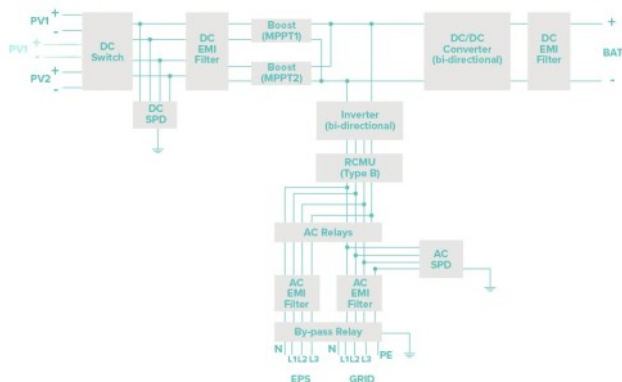 PV1 +
-
PV1 +
-
PV2 +
-
DC
Switch
DC
SPD
DC
EMI
Filter
Boost
(MPPT1)
Boost
(MPPT2)
DC/DC
Converter
(bi-directional)
DC
EMI
Filter
+
BAT
-
Inverter
(bi-directional)
RCMU
(Type B)
AC Relays
AC
SPD
AC
EMI
Filter
AC
EMI
Filter
By-pass Relay
N L1 L2 L3
N L1 L2 L3 PE
EPS
GRID